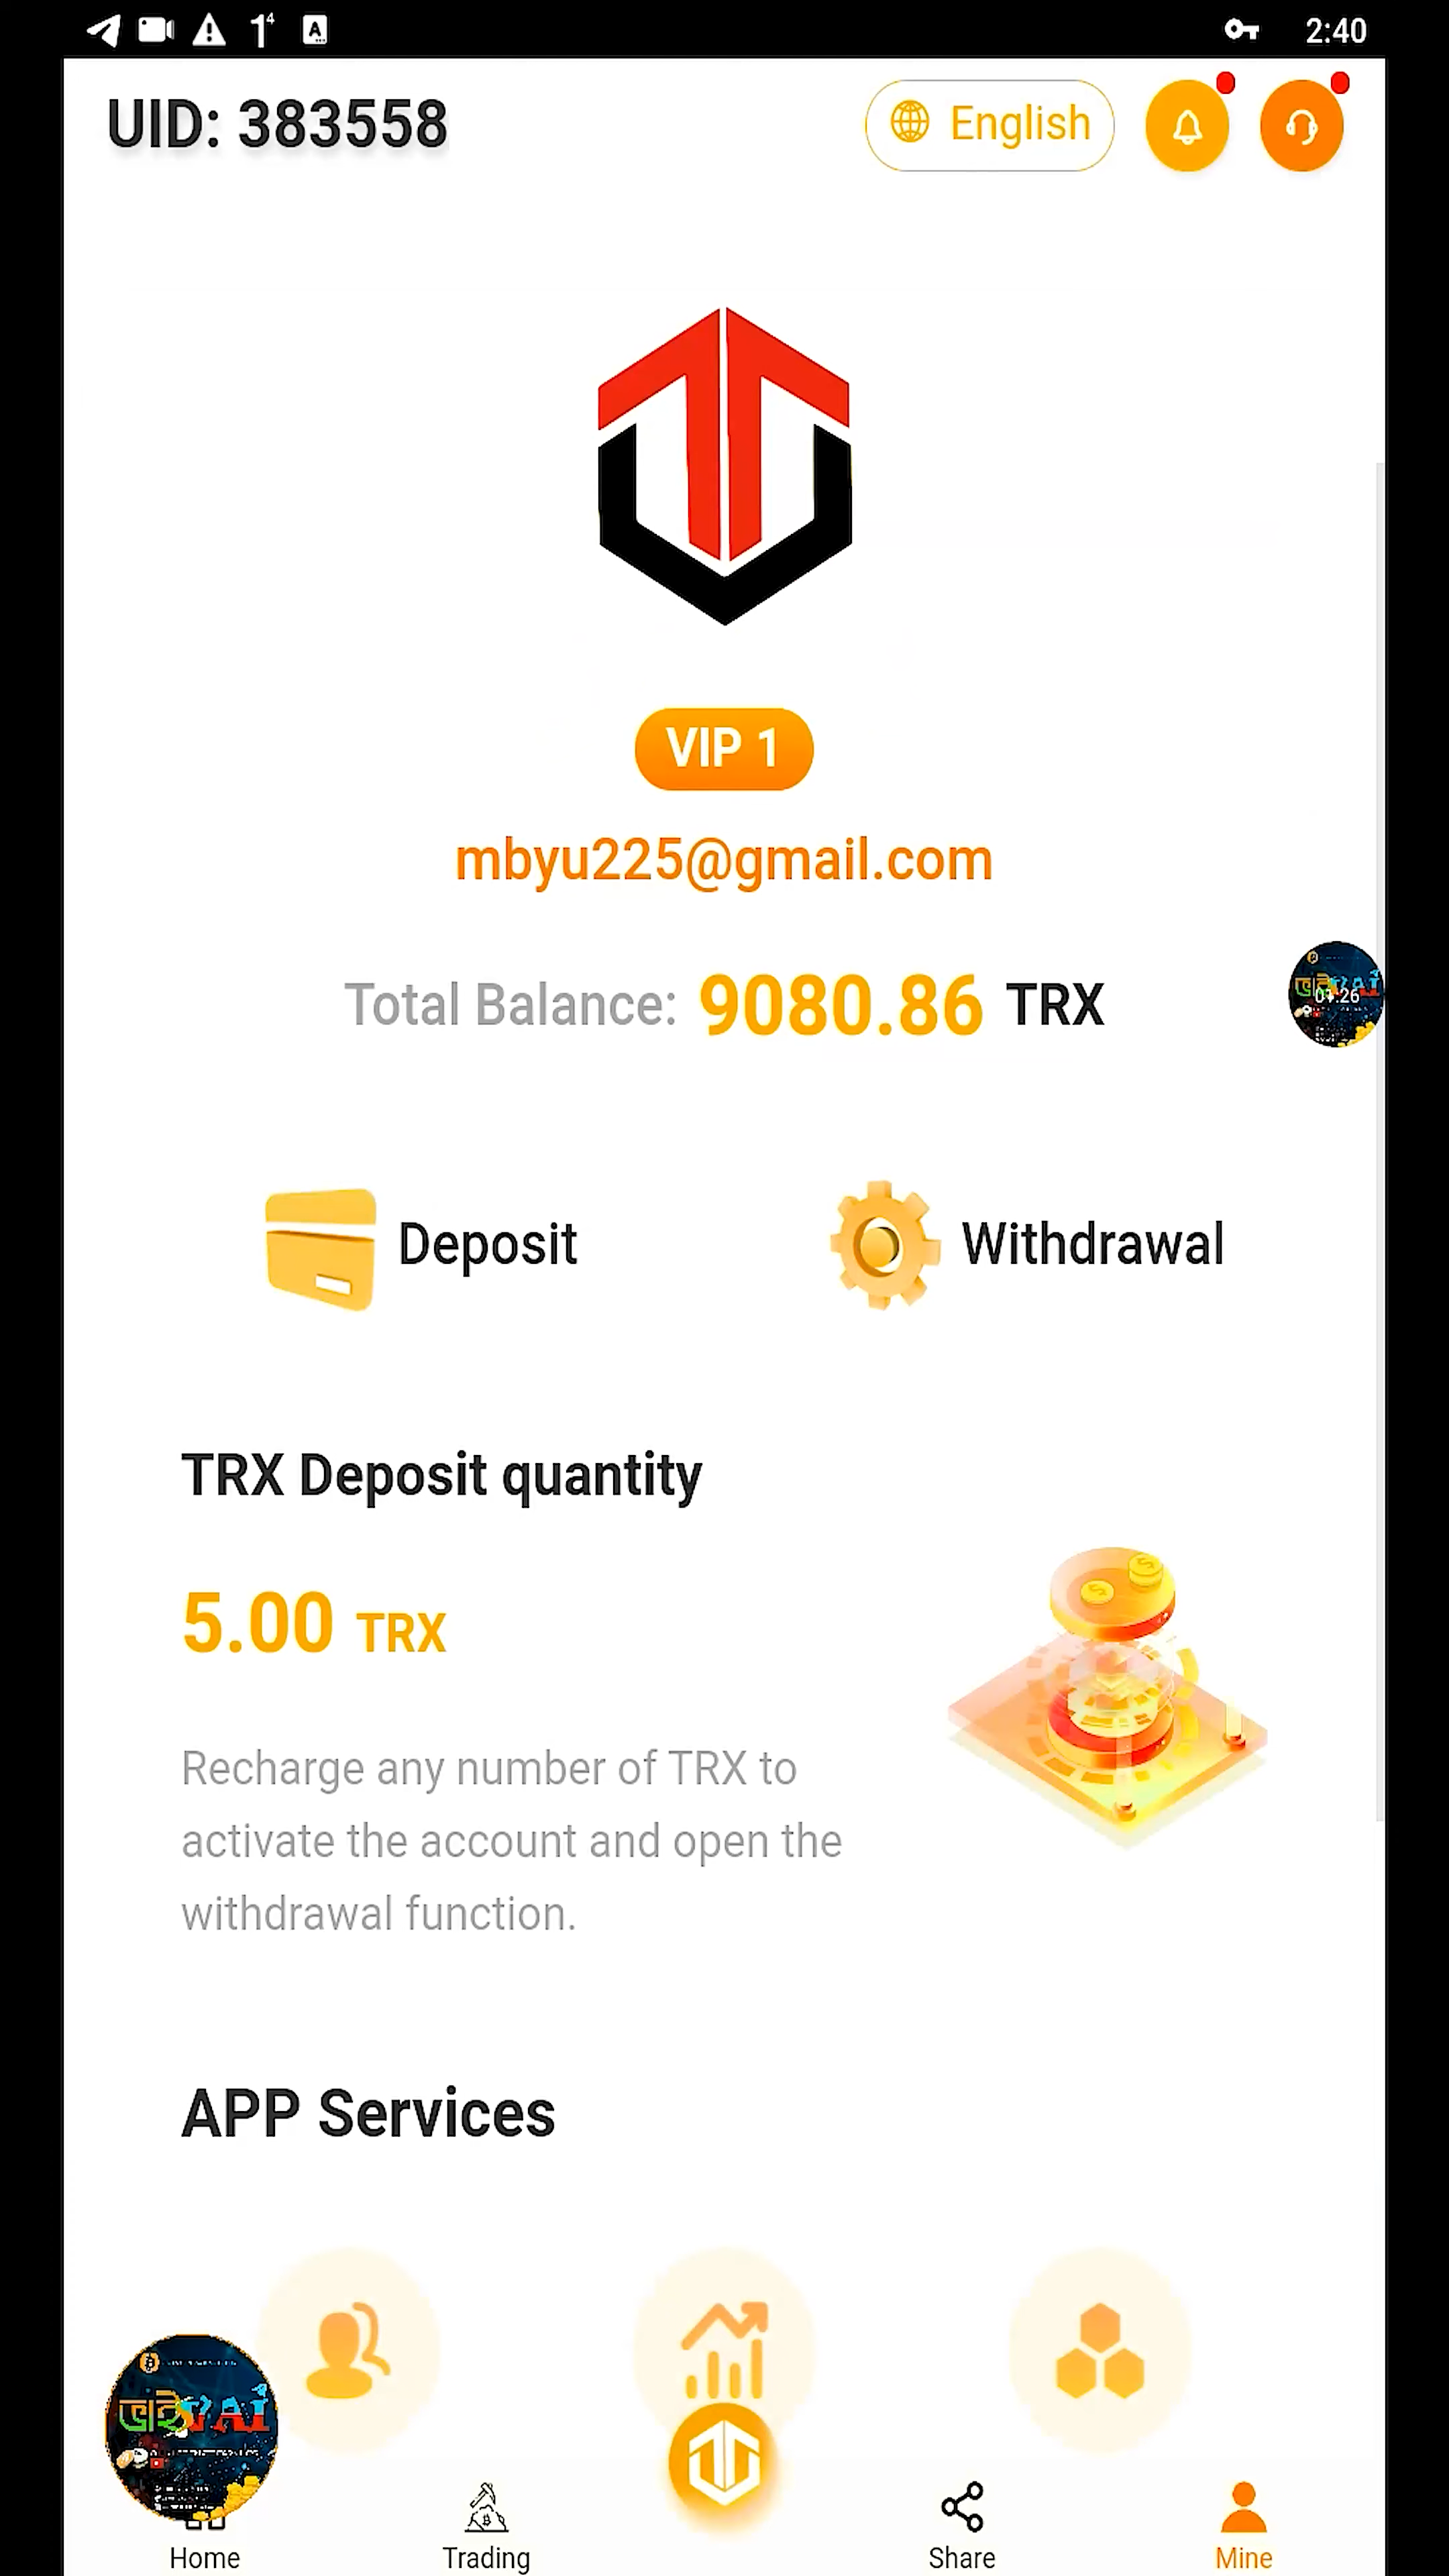 2:40
UID: 383558
English
VIP 1
mbyu225@gmail.com
Total Balance: 9080.86 TRX
Deposit
Withdrawal
TRX Deposit quantity
5.00 TRX
Recharge any number of TRX to
activate the account and open the
withdrawal function.
APP Services
ভাই VAI
Home
Trading
Share
Mine